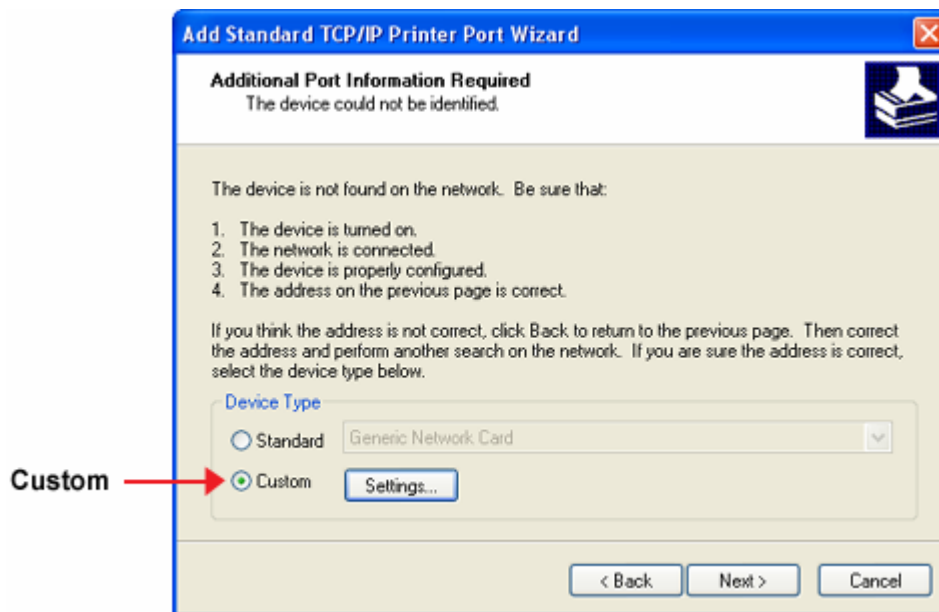 Add Standard TCP/IP Printer Port Wizard
Additional Port Information Required
The device could not be identified.
The device is not found on the network. Be sure that:
1. The device is turned on.
2. The network is connected.
3. The device is properly configured.
4. The address on the previous page is correct.
If you think the address is not correct, click Back to return to the previous page. Then correct
the address and perform another search on the network. If you are sure the address is correct,
select the device type below.
Device Type
Standard Generic Network Card
Custom Custom Settings...
< Back Next > Cancel